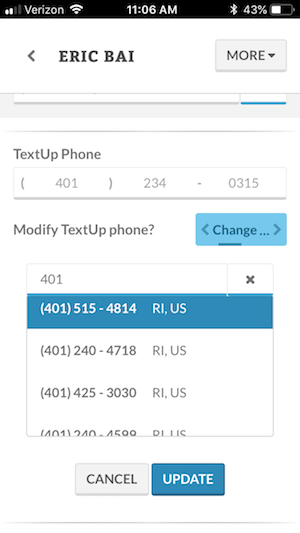 Verizon 11:06 AM 43%
ERIC BAI
MORE
TextUp Phone
( 401 ) 234 - 0315
Modify TextUp phone?
Change ...
401
(401) 515 - 4814 RI, US
(401) 240 - 4718 RI, US
(401) 425 - 3030 RI, US
(401) 240 - 4599 RI, US
CANCEL
UPDATE